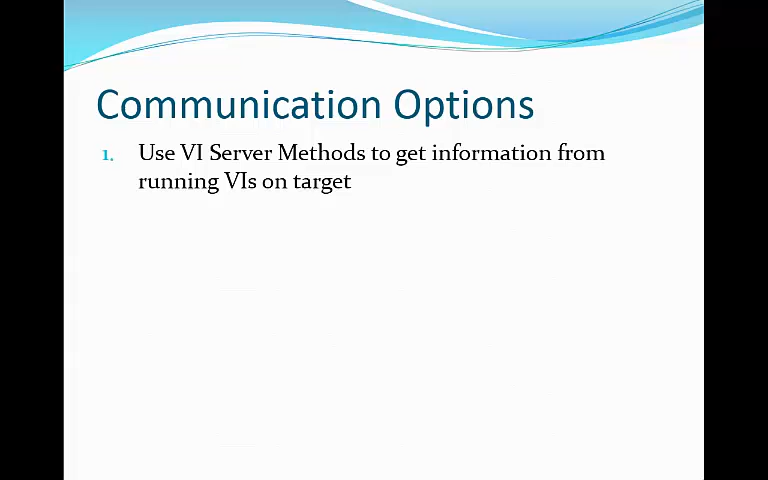 Communication Options
1. Use VI Server Methods to get information from
running VIs on target